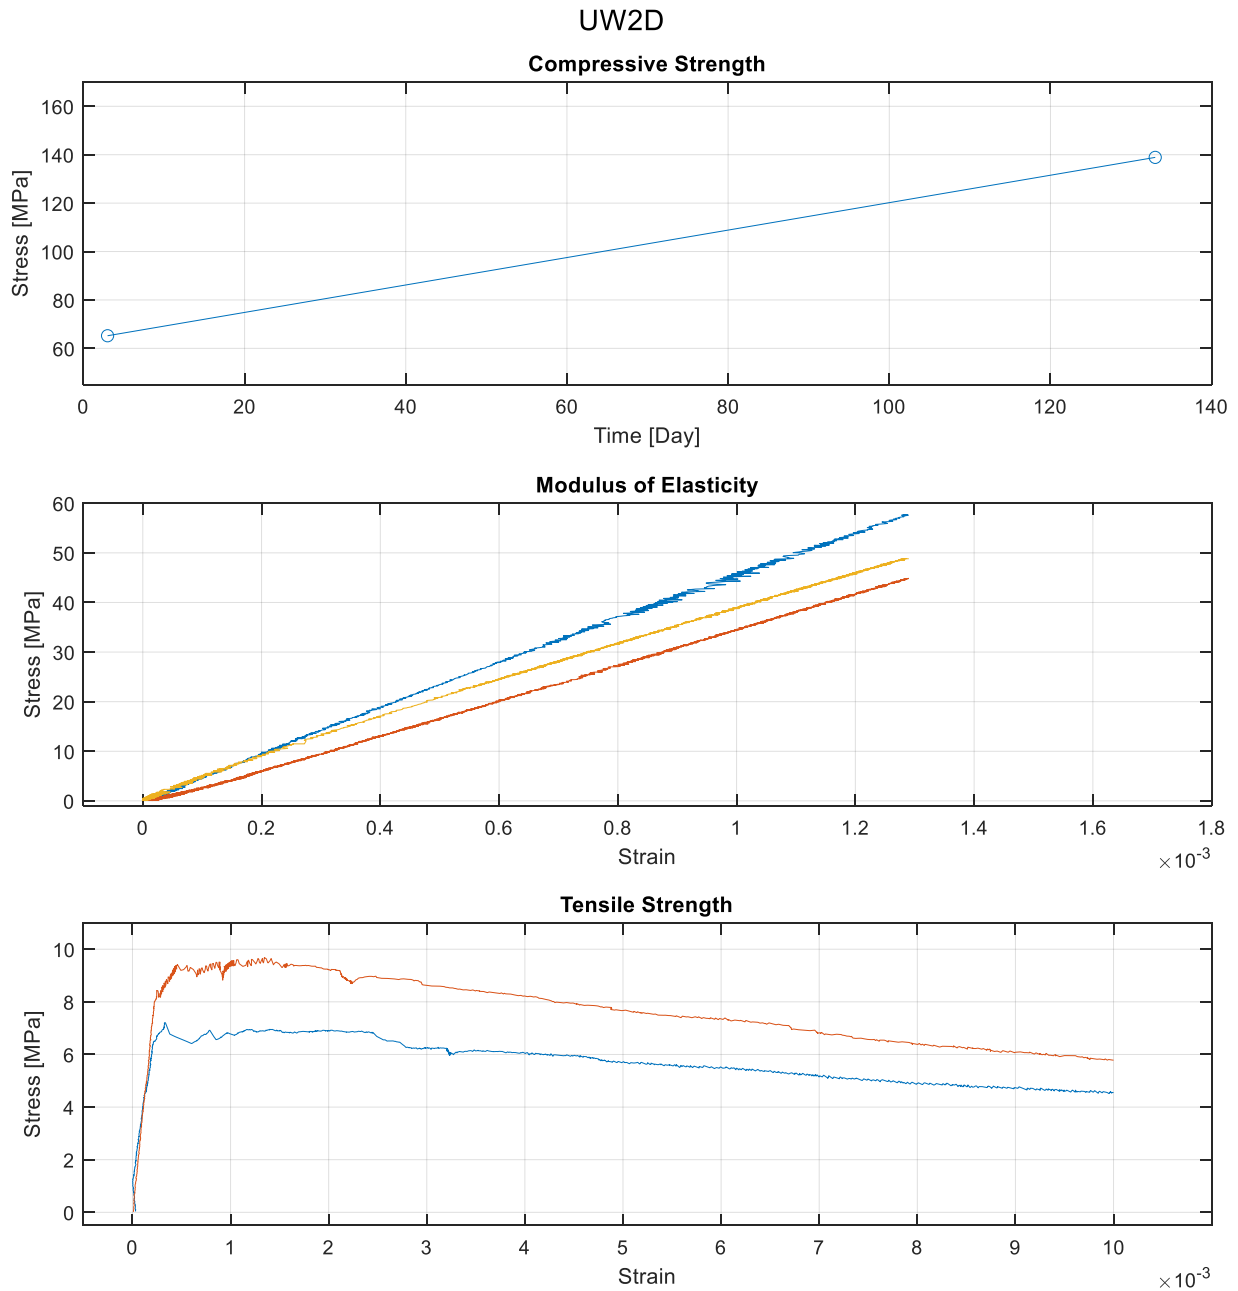 UW2D
Compressive Strength
160
140
120
100
80
60
Stress [MPa]
0 20 40 60 80 100 120 140
Time [Day]
Modulus of Elasticity
60
50
40
30
20
10
0
Stress [MPa]
0 0.2 0.4 0.6 0.8 1 1.2 1.4 1.6 1.8
Strain
×10-3
Tensile Strength
10
8
6
4
2
0
Stress [MPa]
0 1 2 3 4 5 6 7 8 9 10
Strain
×10-3